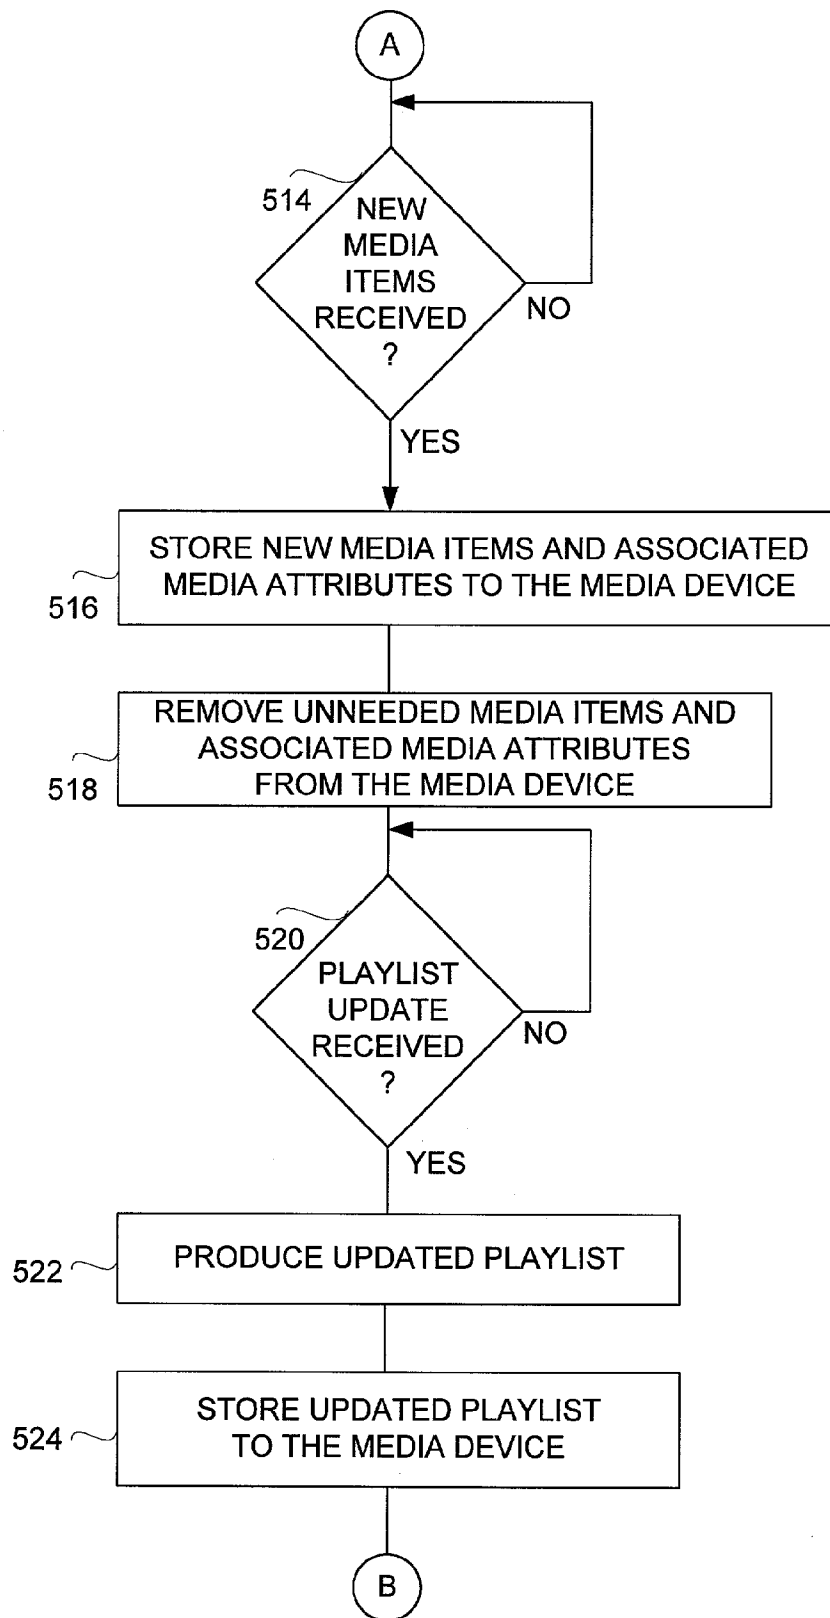 A
514
NEW
MEDIA
ITEMS
RECEIVED
?
NO
YES
STORE NEW MEDIA ITEMS AND ASSOCIATED
MEDIA ATTRIBUTES TO THE MEDIA DEVICE
516
REMOVE UNNEEDED MEDIA ITEMS AND
ASSOCIATED MEDIA ATTRIBUTES
FROM THE MEDIA DEVICE
518
520
PLAYLIST
UPDATE
RECEIVED
?
NO
YES
PRODUCE UPDATED PLAYLIST
522
STORE UPDATED PLAYLIST
TO THE MEDIA DEVICE
524
B